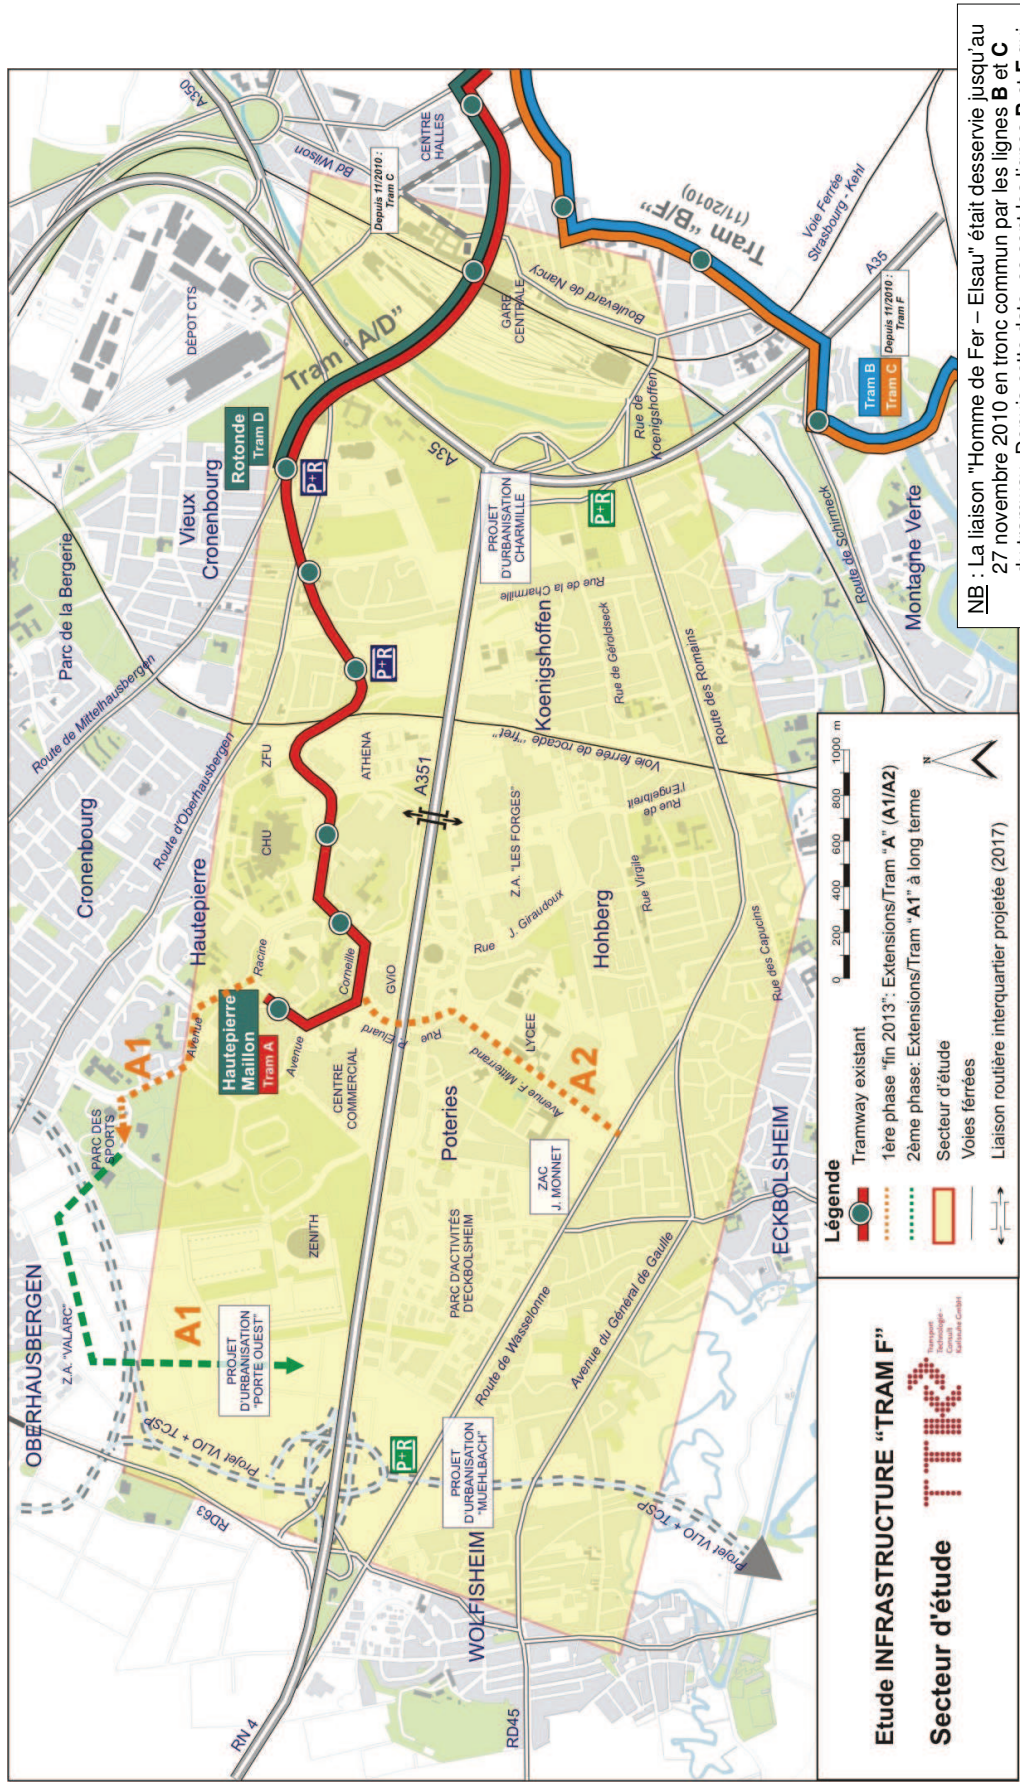 OBERHAUSBERGEN
Z.A. "VALARC"
RD63
Projet VLIO + TCSP
A1
PROJET
D'URBANISATION
"PORTE OUEST"
RN 4
P+R
PROJET
D'URBANISATION
"MUEHLBACH"
WOLFISHEIM
RD45
Projet VLIO + TCSP
Route de Wasselonne
Avenue du Général de Gaulle
PARC D'ACTIVITÉS
D'ECKBOLSHEIM
ZENITH
PARC DES
SPORTS
A1
Avenue
Racine
Hautepierre
Maillon
Tram A
Avenue
Corneille
CENTRE
COMMERCIAL
GVIO
Rue
P. Eluard
Poteries
Avenue F. Mitterrand
LYCEE
A2
ZAC
J. MONNET
ECKBOLSHEIM
Cronenbourg
Hautepierre
Route d'Oberhausbergen
Route de Mittelhausbergen
Parc de la Bergerie
CHU
ZFU
ATHENA
A351
Z.A. "LES FORGES"
Rue
J. Giraudoux
Hohberg
Rue Virgile
Rue de
l'Engelbreit
Rue des Capucins
Voie ferrée de rocade "fret"
Koenigshoffen
Rue de Géroldseck
Rue de la Charmille
Route des Romains
PROJET
D'URBANISATION
CHARMILLE
P+R
P+R
P+R
Vieux
Cronenbourg
Rotonde
Tram D
DÉPOT CTS
Tram "A/D"
A35
A350
Bd Wilson
CENTRE
HALLES
Depuis 11/2010 :
Tram C
GARE
CENTRALE
Boulevard de Nancy
Rue de
Koenigshoffen
Tram "B/F"
(11/2010)
Voie Ferrée
Strasbourg - Kehl
A35
Tram B
Tram C
Depuis 11/2010 :
Tram F
Route de Schirmeck
Montagne Verte
Etude INFRASTRUCTURE "TRAM F"
Secteur d'étude
TTK
Transport
Technologie-
Consult
Karlsruhe GmbH
Légende
Tramway existant
1ère phase "fin 2013": Extensions/Tram "A" (A1/A2)
2ème phase: Extensions/Tram "A1" à long terme
Secteur d'étude
Voies férrées
Liaison routière interquartier projetée (2017)
0 200 400 600 800 1000 m
N
NB : La liaison "Homme de Fer – Elsau" était desservie jusqu'au
27 novembre 2010 en tronc commun par les lignes B et C